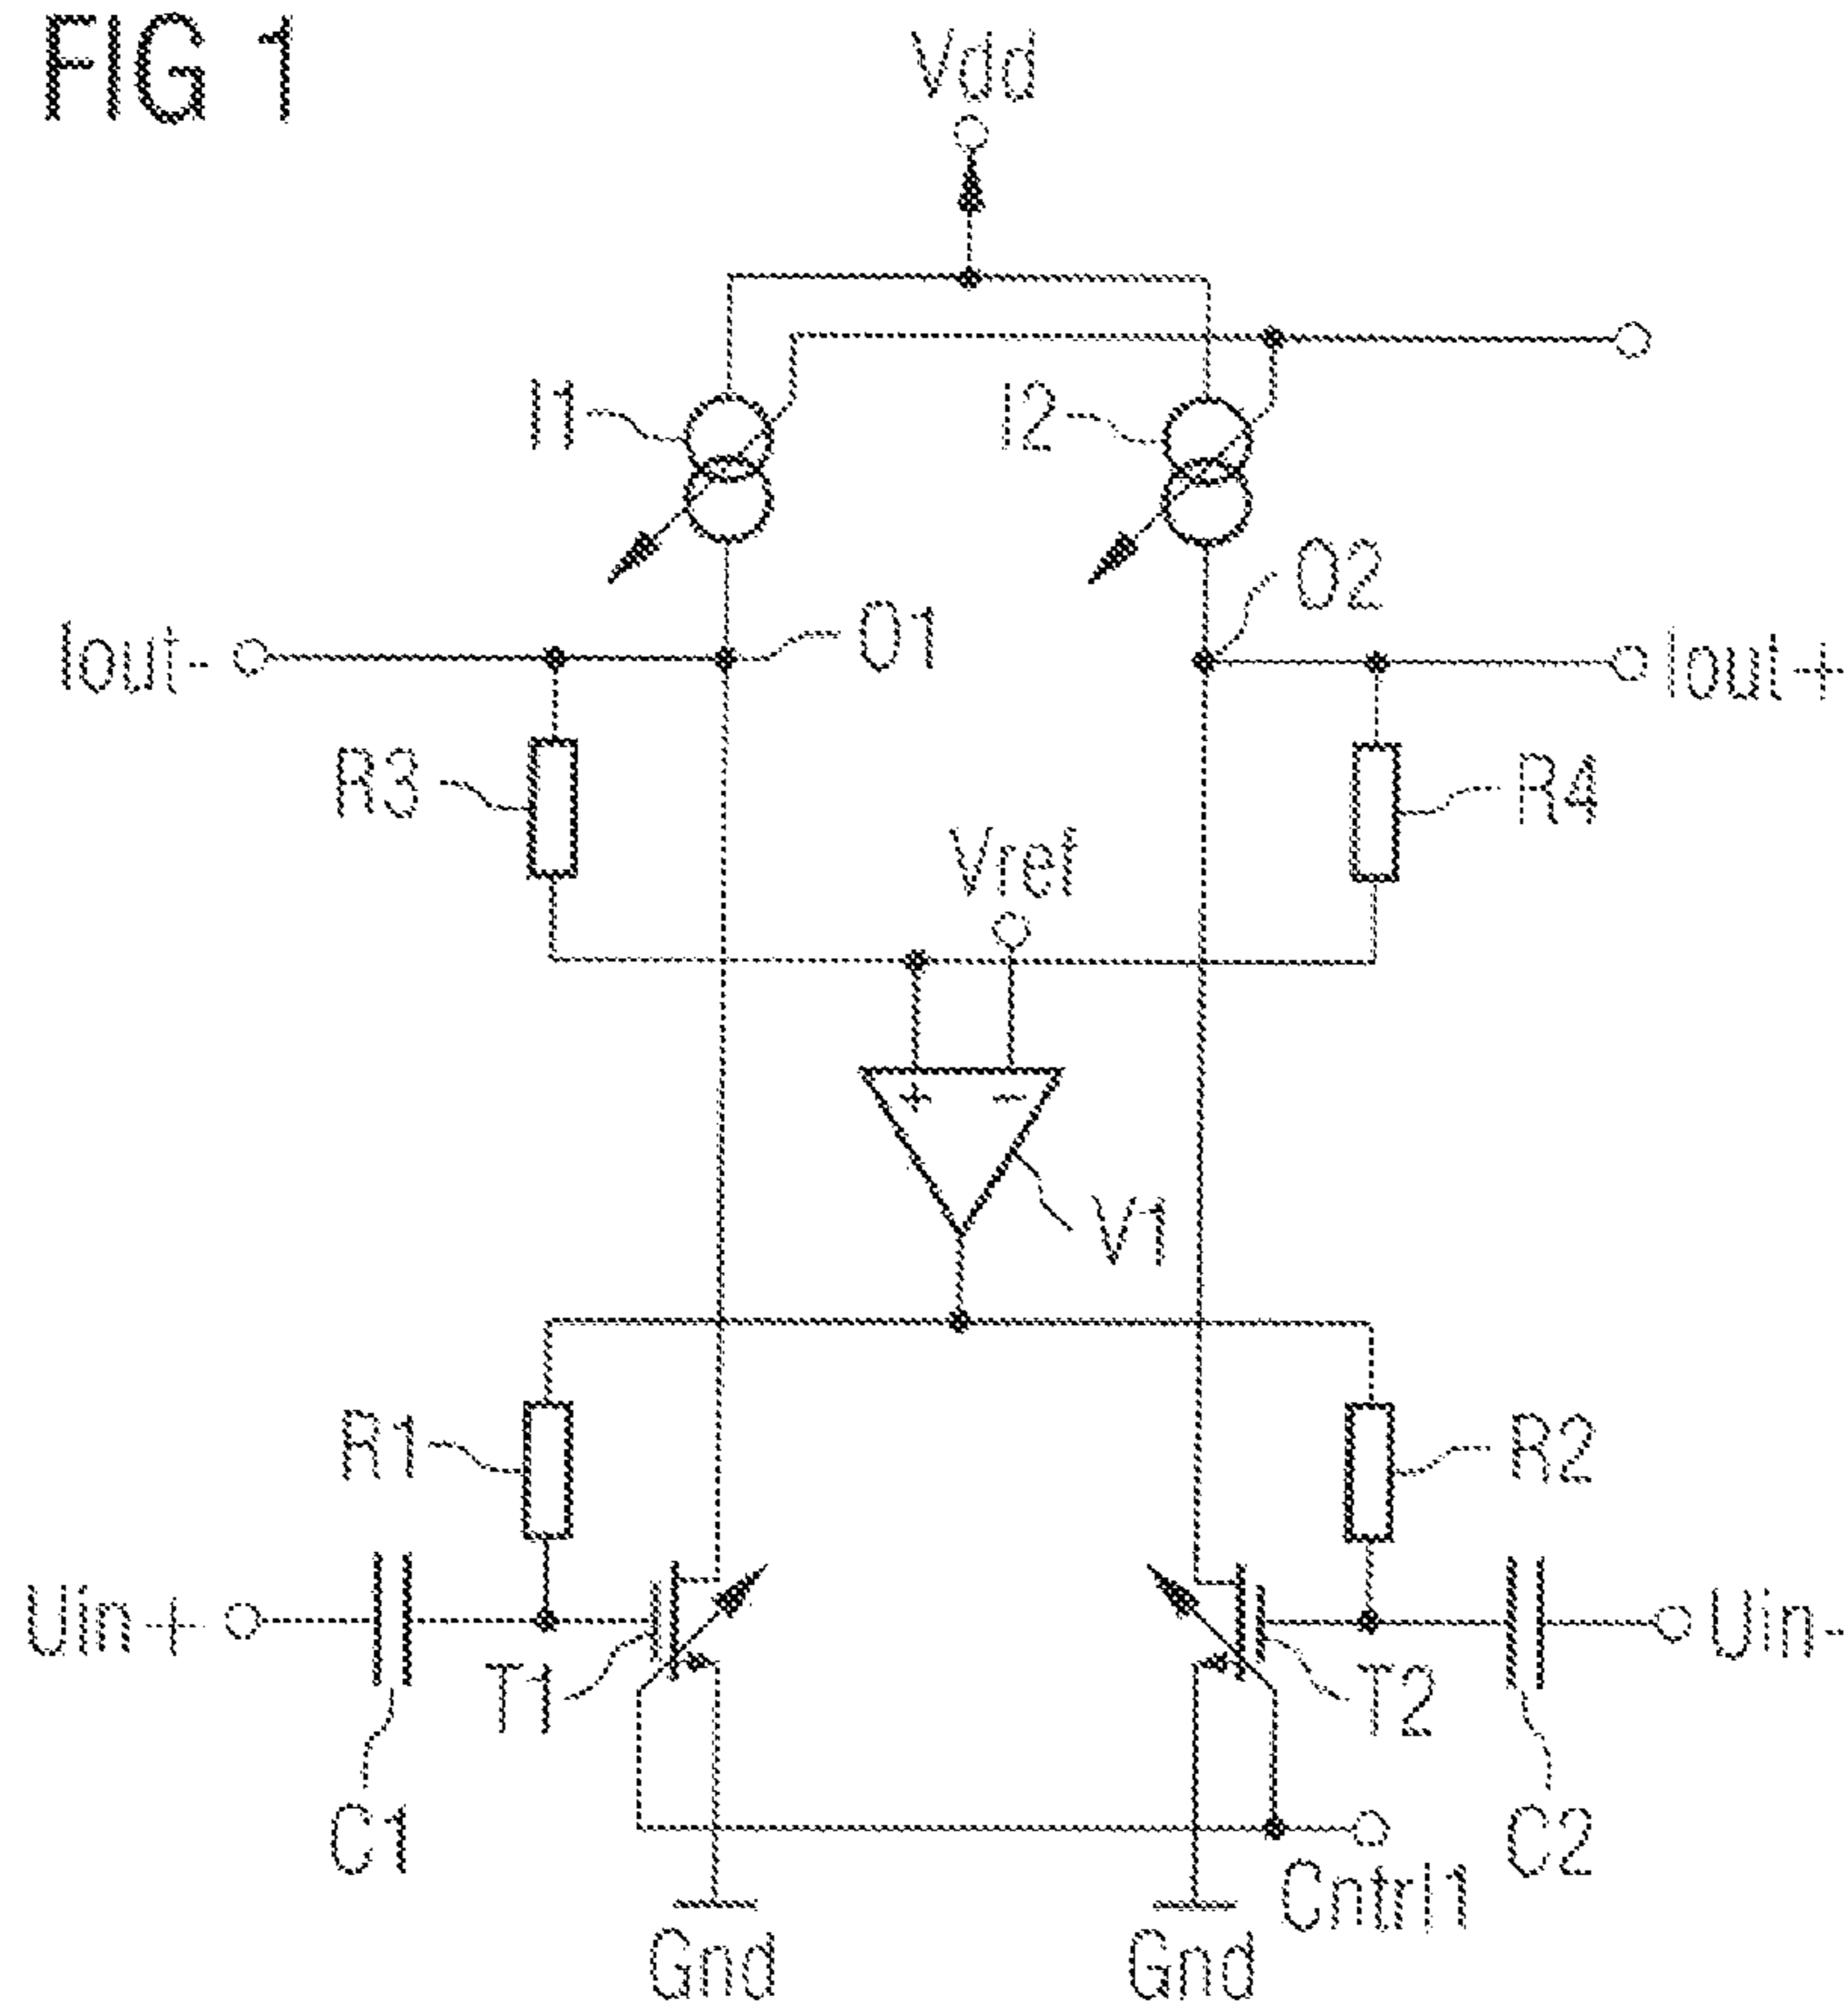 FIG 1
Vdd
I1
I2
O1
O2
Iout-
Iout+
R3
R4
Vref
+ -
V1
R1
R2
Uin+
Uin-
T1
T2
C1
C2
Cntrl1
Gnd
Gnd